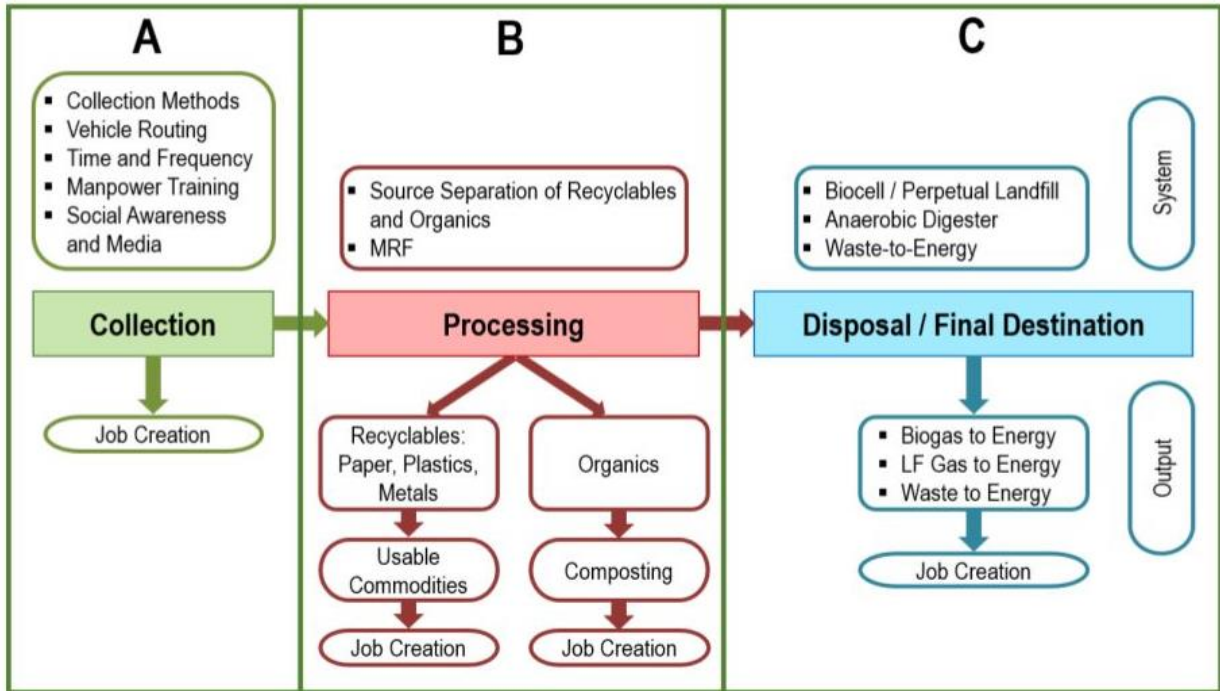 A
▪ Collection Methods
▪ Vehicle Routing
▪ Time and Frequency
▪ Manpower Training
▪ Social Awareness
and Media
Collection
Job Creation
B
▪ Source Separation of Recyclables
and Organics
▪ MRF
Processing
Recyclables:
Paper, Plastics,
Metals
Usable
Commodities
Job Creation
Organics
Composting
Job Creation
C
▪ Biocell / Perpetual Landfill
▪ Anaerobic Digester
▪ Waste-to-Energy
System
Disposal / Final Destination
▪ Biogas to Energy
▪ LF Gas to Energy
▪ Waste to Energy
Job Creation
Output